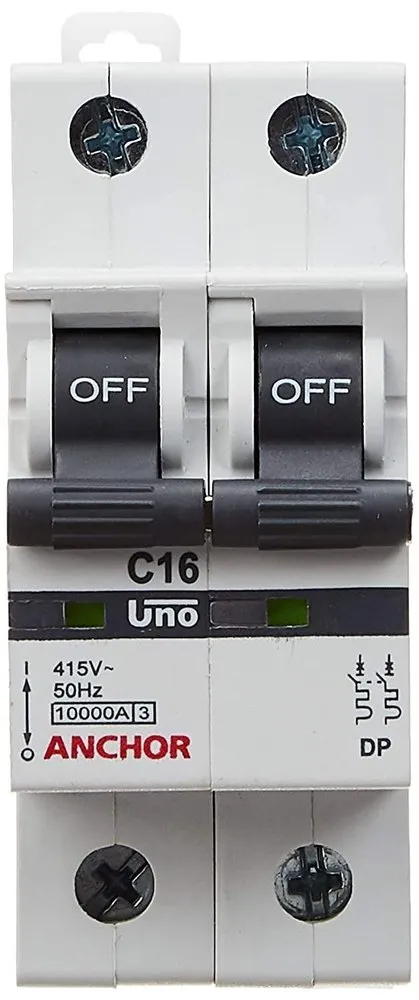 OFF OFF
C16
Uno
I 415V~
50Hz
10000A 3
O ANCHOR
DP